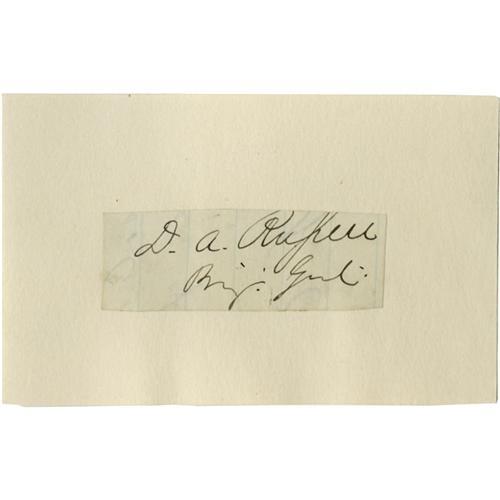 D. A. Russell
Brig. Genl.